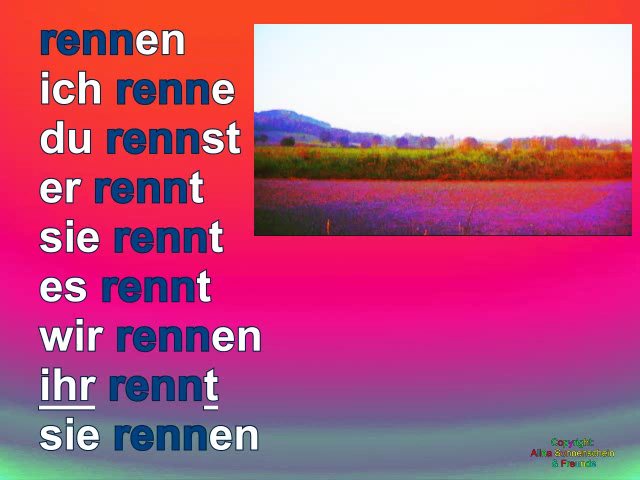 rennen
ich renne
du rennst
er rennt
sie rennt
es rennt
wir rennen
ihr rennt
sie rennen
Copyright:
Alina Sonnenschein
& Freunde